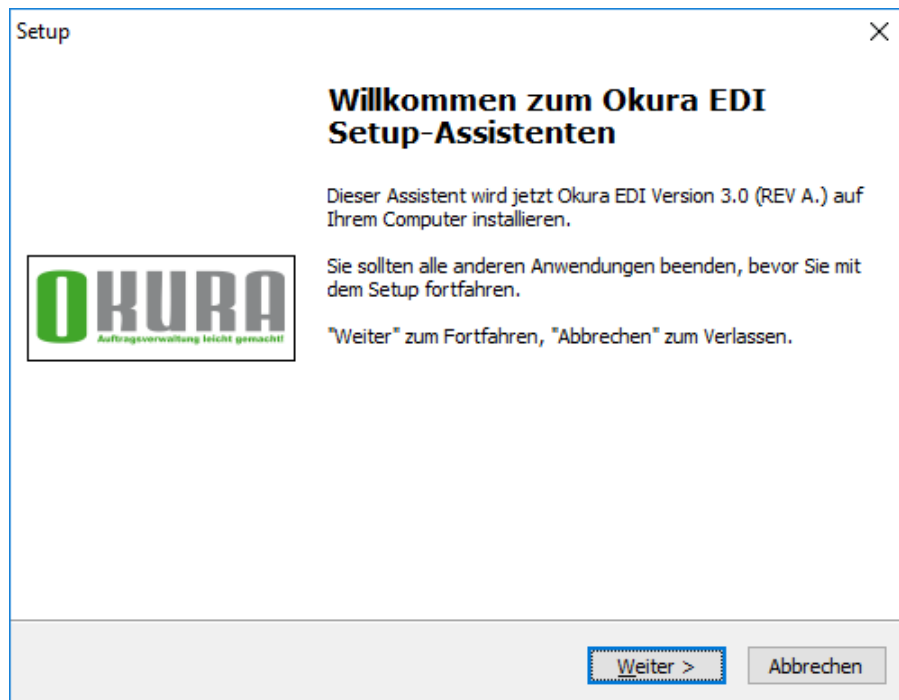 Setup
Willkommen zum Okura EDI
Setup-Assistenten
Dieser Assistent wird jetzt Okura EDI Version 3.0 (REV A.) auf
Ihrem Computer installieren.
Sie sollten alle anderen Anwendungen beenden, bevor Sie mit
dem Setup fortfahren.
"Weiter" zum Fortfahren, "Abbrechen" zum Verlassen.
OKURA
Auftragsverwaltung leicht gemacht!
Weiter >
Abbrechen